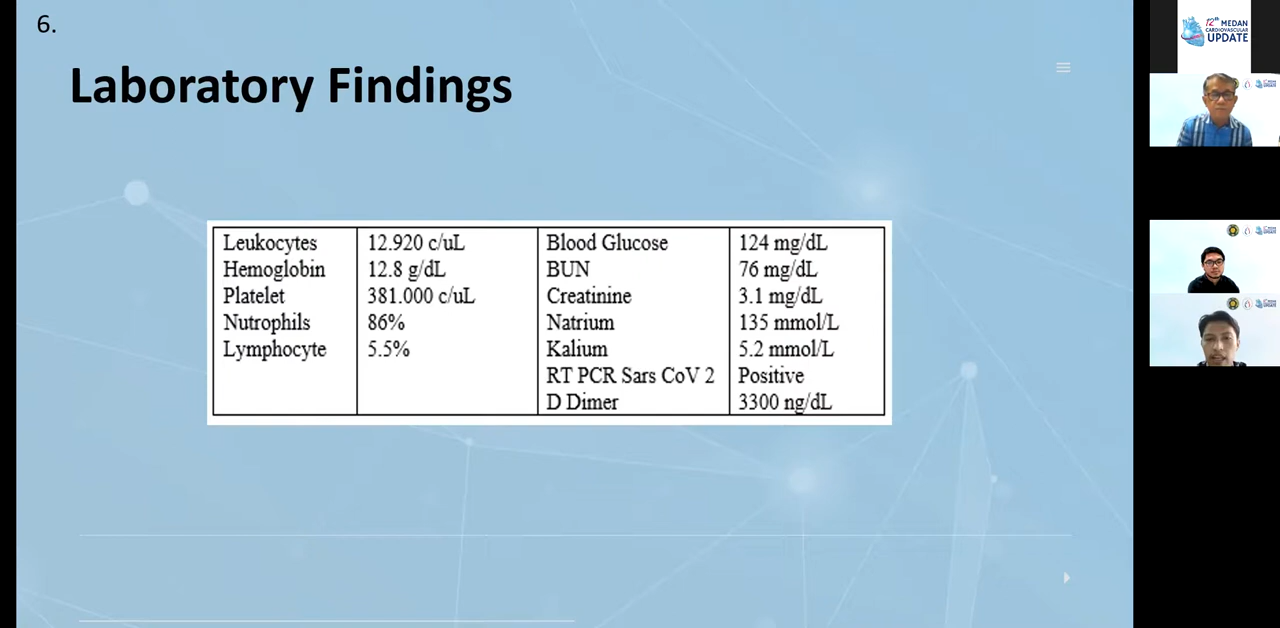 6.
Laboratory Findings
Leukocytes 12.920 c/uL Blood Glucose 124 mg/dL
Hemoglobin 12.8 g/dL BUN 76 mg/dL
Platelet 381.000 c/uL Creatinine 3.1 mg/dL
Nutrophils 86% Natrium 135 mmol/L
Lymphocyte 5.5% Kalium 5.2 mmol/L
RT PCR Sars CoV 2 Positive
D Dimer 3300 ng/dL
12th MEDAN
CARDIOVASCULAR
UPDATE